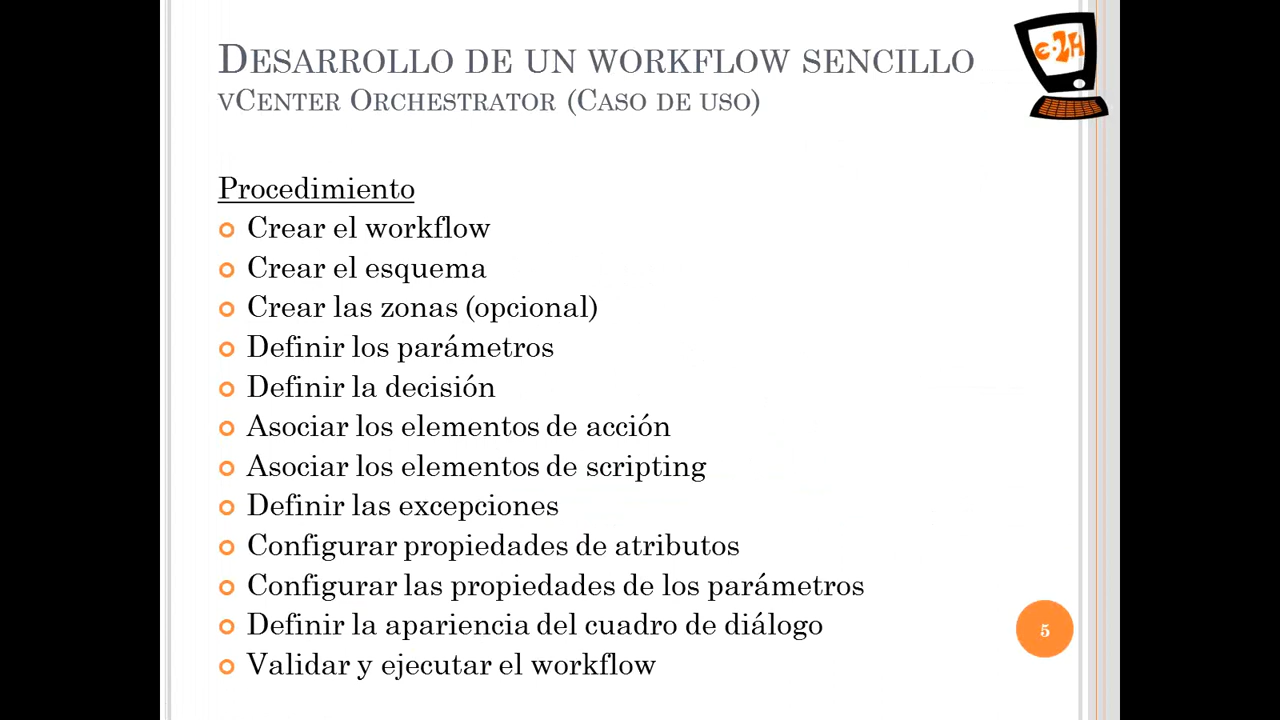 DESARROLLO DE UN WORKFLOW SENCILLO
VCENTER ORCHESTRATOR (CASO DE USO)
e-2H
Procedimiento
Crear el workflow
Crear el esquema
Crear las zonas (opcional)
Definir los parámetros
Definir la decisión
Asociar los elementos de acción
Asociar los elementos de scripting
Definir las excepciones
Configurar propiedades de atributos
Configurar las propiedades de los parámetros
Definir la apariencia del cuadro de diálogo
Validar y ejecutar el workflow
5